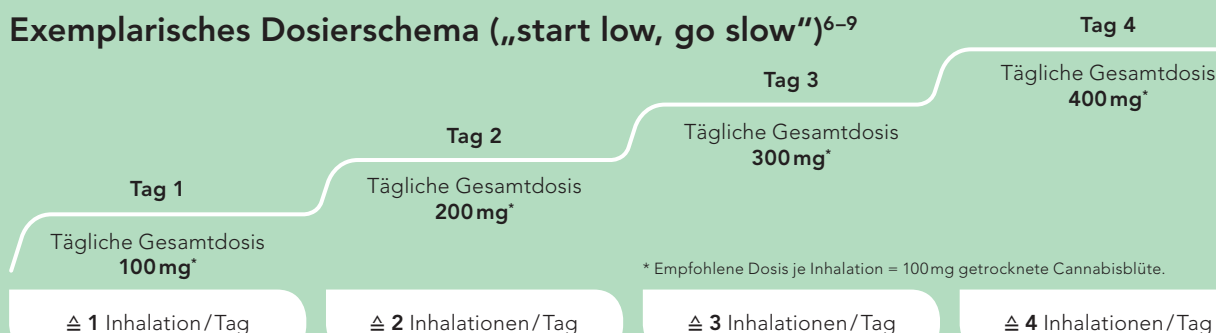 Exemplarisches Dosierschema („start low, go slow“)⁶⁻⁹
Tag 1
Tägliche Gesamtdosis
100 mg*
≙ 1 Inhalation/Tag
Tag 2
Tägliche Gesamtdosis
200 mg*
≙ 2 Inhalationen/Tag
Tag 3
Tägliche Gesamtdosis
300 mg*
≙ 3 Inhalationen/Tag
Tag 4
Tägliche Gesamtdosis
400 mg*
≙ 4 Inhalationen/Tag
* Empfohlene Dosis je Inhalation = 100 mg getrocknete Cannabisblüte.